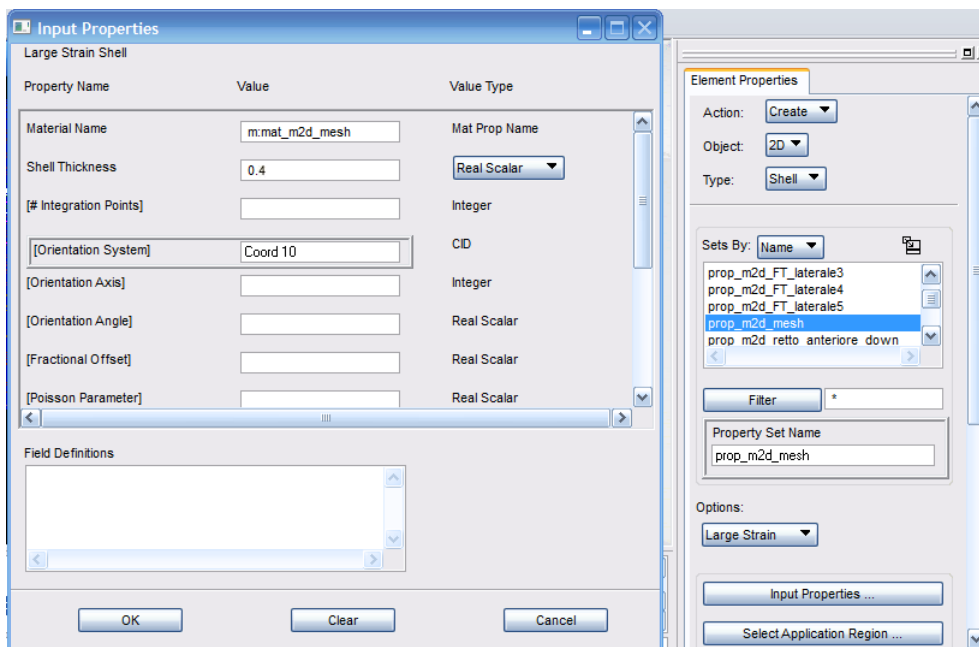 Input Properties
Large Strain Shell
Property Name Value Value Type
Material Name m:mat_m2d_mesh Mat Prop Name
Shell Thickness 0.4 Real Scalar
[# Integration Points] Integer
[Orientation System] Coord 10 CID
[Orientation Axis] Integer
[Orientation Angle] Real Scalar
[Fractional Offset] Real Scalar
[Poisson Parameter] Real Scalar
Field Definitions
OK Clear Cancel
Element Properties
Action: Create
Object: 2D
Type: Shell
Sets By: Name
prop_m2d_FT_laterale3
prop_m2d_FT_laterale4
prop_m2d_FT_laterale5
prop_m2d_mesh
prop_m2d_retto_anteriore_down
Filter *
Property Set Name
prop_m2d_mesh
Options:
Large Strain
Input Properties ...
Select Application Region ...